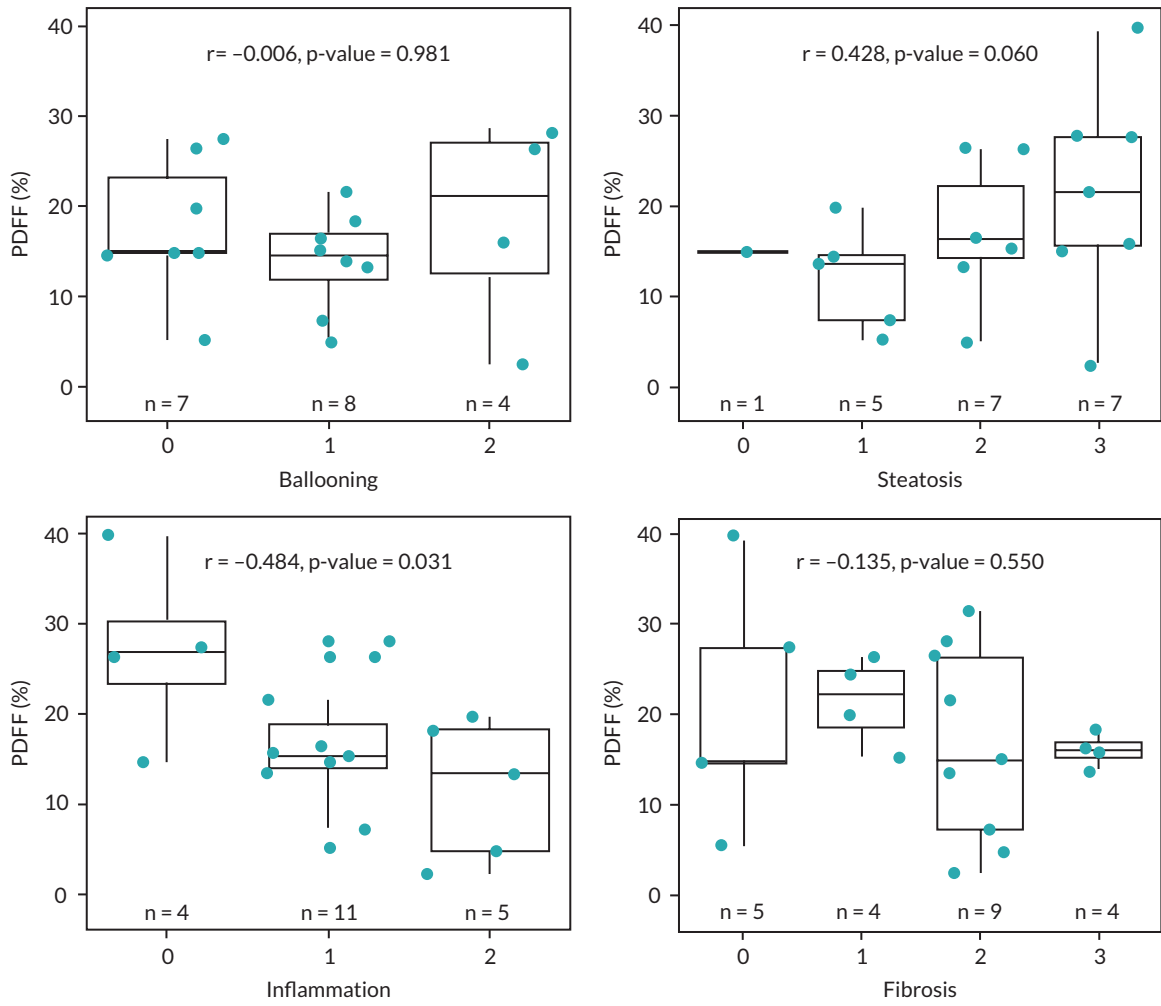 r= –0.006, p-value = 0.981
PDFF (%)
40
30
20
10
0
n = 7
n = 8
n = 4
0
1
2
Ballooning
r = 0.428, p-value = 0.060
PDFF (%)
40
30
20
10
0
n = 1
n = 5
n = 7
n = 7
0
1
2
3
Steatosis
r = –0.484, p-value = 0.031
PDFF (%)
40
30
20
10
0
n = 4
n = 11
n = 5
0
1
2
Inflammation
r = –0.135, p-value = 0.550
PDFF (%)
40
30
20
10
0
n = 5
n = 4
n = 9
n = 4
0
1
2
3
Fibrosis